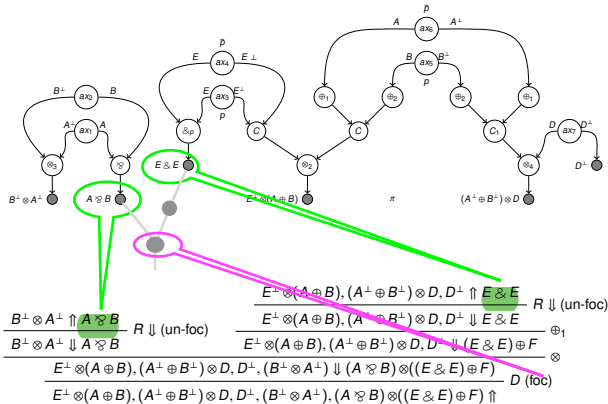 p̄
A ax₆ A⊥
p̄
E ax₄ E⊥
B ax₅ B⊥
p
B⊥ ax₂ B
E ax₃ E⊥
p
⊕₁ ⊕₂ ⊕₂ ⊕₁
A⊥ ax₁ A
&ₚ C C C₁ D ax₇ D⊥
⊗₃ ⅋ ⊗₂ ⊗₄
E & E
D⊥
B⊥ ⊗ A⊥ A ⅋ B E⊥ ⊗ (A ⊕ B) π (A⊥ ⊕ B⊥) ⊗ D
E⊥ ⊗ (A ⊕ B), (A⊥ ⊕ B⊥) ⊗ D, D⊥ ⇑ E & E
R ⇓ (un-foc)
B⊥ ⊗ A⊥ ⇑ A ⅋ B
R ⇓ (un-foc)
E⊥ ⊗ (A ⊕ B), (A⊥ ⊕ B⊥) ⊗ D, D⊥ ⇓ E & E
⊕₁
B⊥ ⊗ A⊥ ⇓ A ⅋ B
E⊥ ⊗ (A ⊕ B), (A⊥ ⊕ B⊥) ⊗ D, D⊥ ⇓ (E & E) ⊕ F
⊗
E⊥ ⊗ (A ⊕ B), (A⊥ ⊕ B⊥) ⊗ D, D⊥, (B⊥ ⊗ A⊥) ⇓ (A ⅋ B) ⊗ ((E & E) ⊕ F)
D (foc)
E⊥ ⊗ (A ⊕ B), (A⊥ ⊕ B⊥) ⊗ D, D⊥, (B⊥ ⊗ A⊥), (A ⅋ B) ⊗ ((E & E) ⊕ F) ⇑